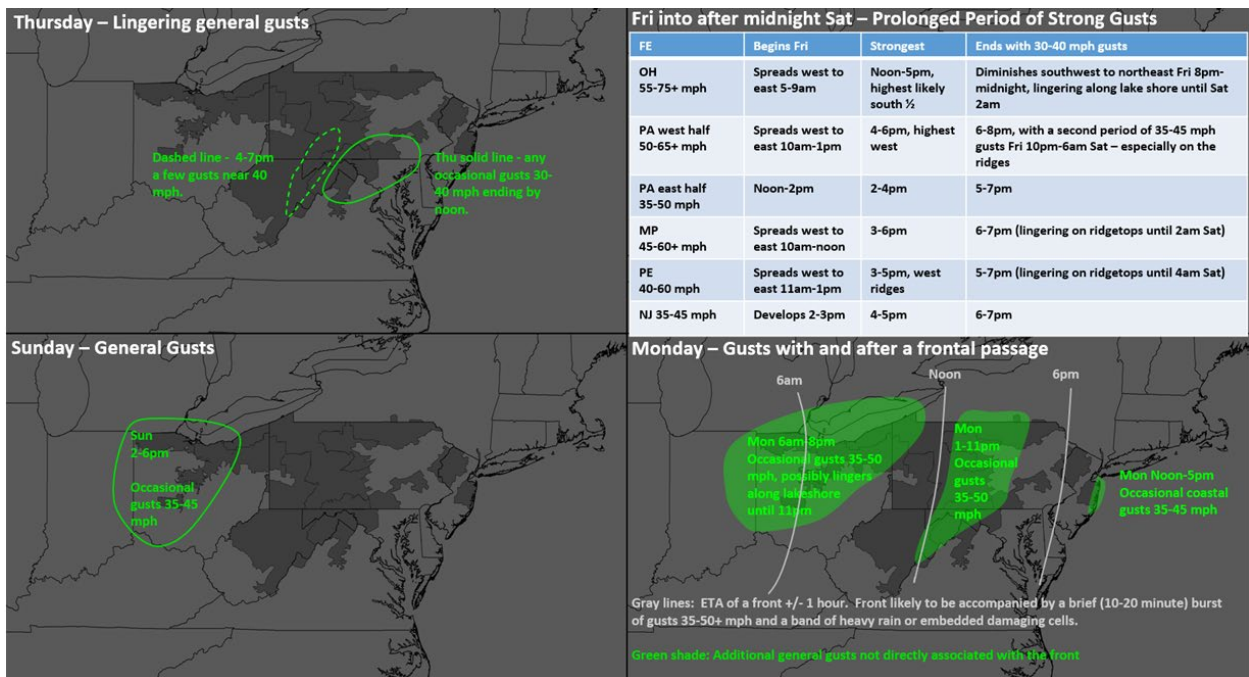 Thursday – Lingering general gusts
Dashed line - 4-7pm
a few gusts near 40
mph.
Thu solid line - any
occasional gusts 30-
40 mph ending by
noon.
Fri into after midnight Sat – Prolonged Period of Strong Gusts
FE Begins Fri Strongest Ends with 30-40 mph gusts
OH
55-75+ mph
Spreads west to
east 5-9am
Noon-5pm,
highest likely
south ½
Diminishes southwest to northeast Fri 8pm-
midnight, lingering along lake shore until Sat
2am
PA west half
50-65+ mph
Spreads west to
east 10am-1pm
4-6pm, highest
west
6-8pm, with a second period of 35-45 mph
gusts Fri 10pm-6am Sat – especially on the
ridges
PA east half
35-50 mph
Noon-2pm
2-4pm
5-7pm
MP
45-60+ mph
Spreads west to
east 10am-noon
3-6pm
6-7pm (lingering on ridgetops until 2am Sat)
PE
40-60 mph
Spreads west to
east 11am-1pm
3-5pm, west
ridges
5-7pm (lingering on ridgetops until 4am Sat)
NJ 35-45 mph
Develops 2-3pm
4-5pm
6-7pm
Sunday – General Gusts
Sun
2-6pm
Occasional
gusts 35-45
mph
Monday – Gusts with and after a frontal passage
6am
Noon
6pm
Mon 6am-8pm
Occasional gusts 35-50
mph, possibly lingers
along lakeshore
until 11pm
Mon
1-11pm
Occasional
gusts
35-50
mph
Mon Noon-5pm
Occasional coastal
gusts 35-45 mph
Gray lines: ETA of a front +/- 1 hour. Front likely to be accompanied by a brief (10-20 minute) burst
of gusts 35-50+ mph and a band of heavy rain or embedded damaging cells.
Green shade: Additional general gusts not directly associated with the front